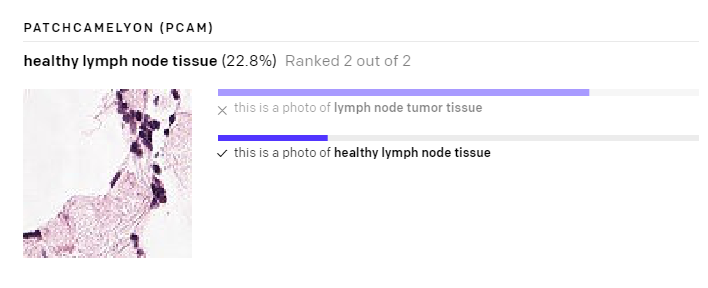 PATCHCAMELYON (PCAM)
healthy lymph node tissue (22.8%) Ranked 2 out of 2
✕ this is a photo of lymph node tumor tissue
✓ this is a photo of healthy lymph node tissue